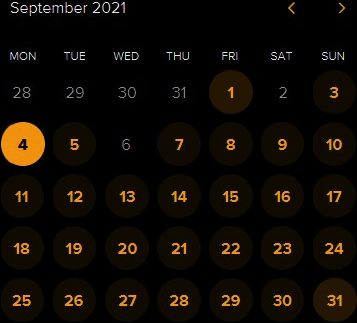 September 2021
MON TUE WED THU FRI SAT SUN
28 29 30 31 1 2 3
4 5 6 7 8 9 10
11 12 13 14 15 16 17
18 19 20 21 22 23 24
25 26 27 28 29 30 31